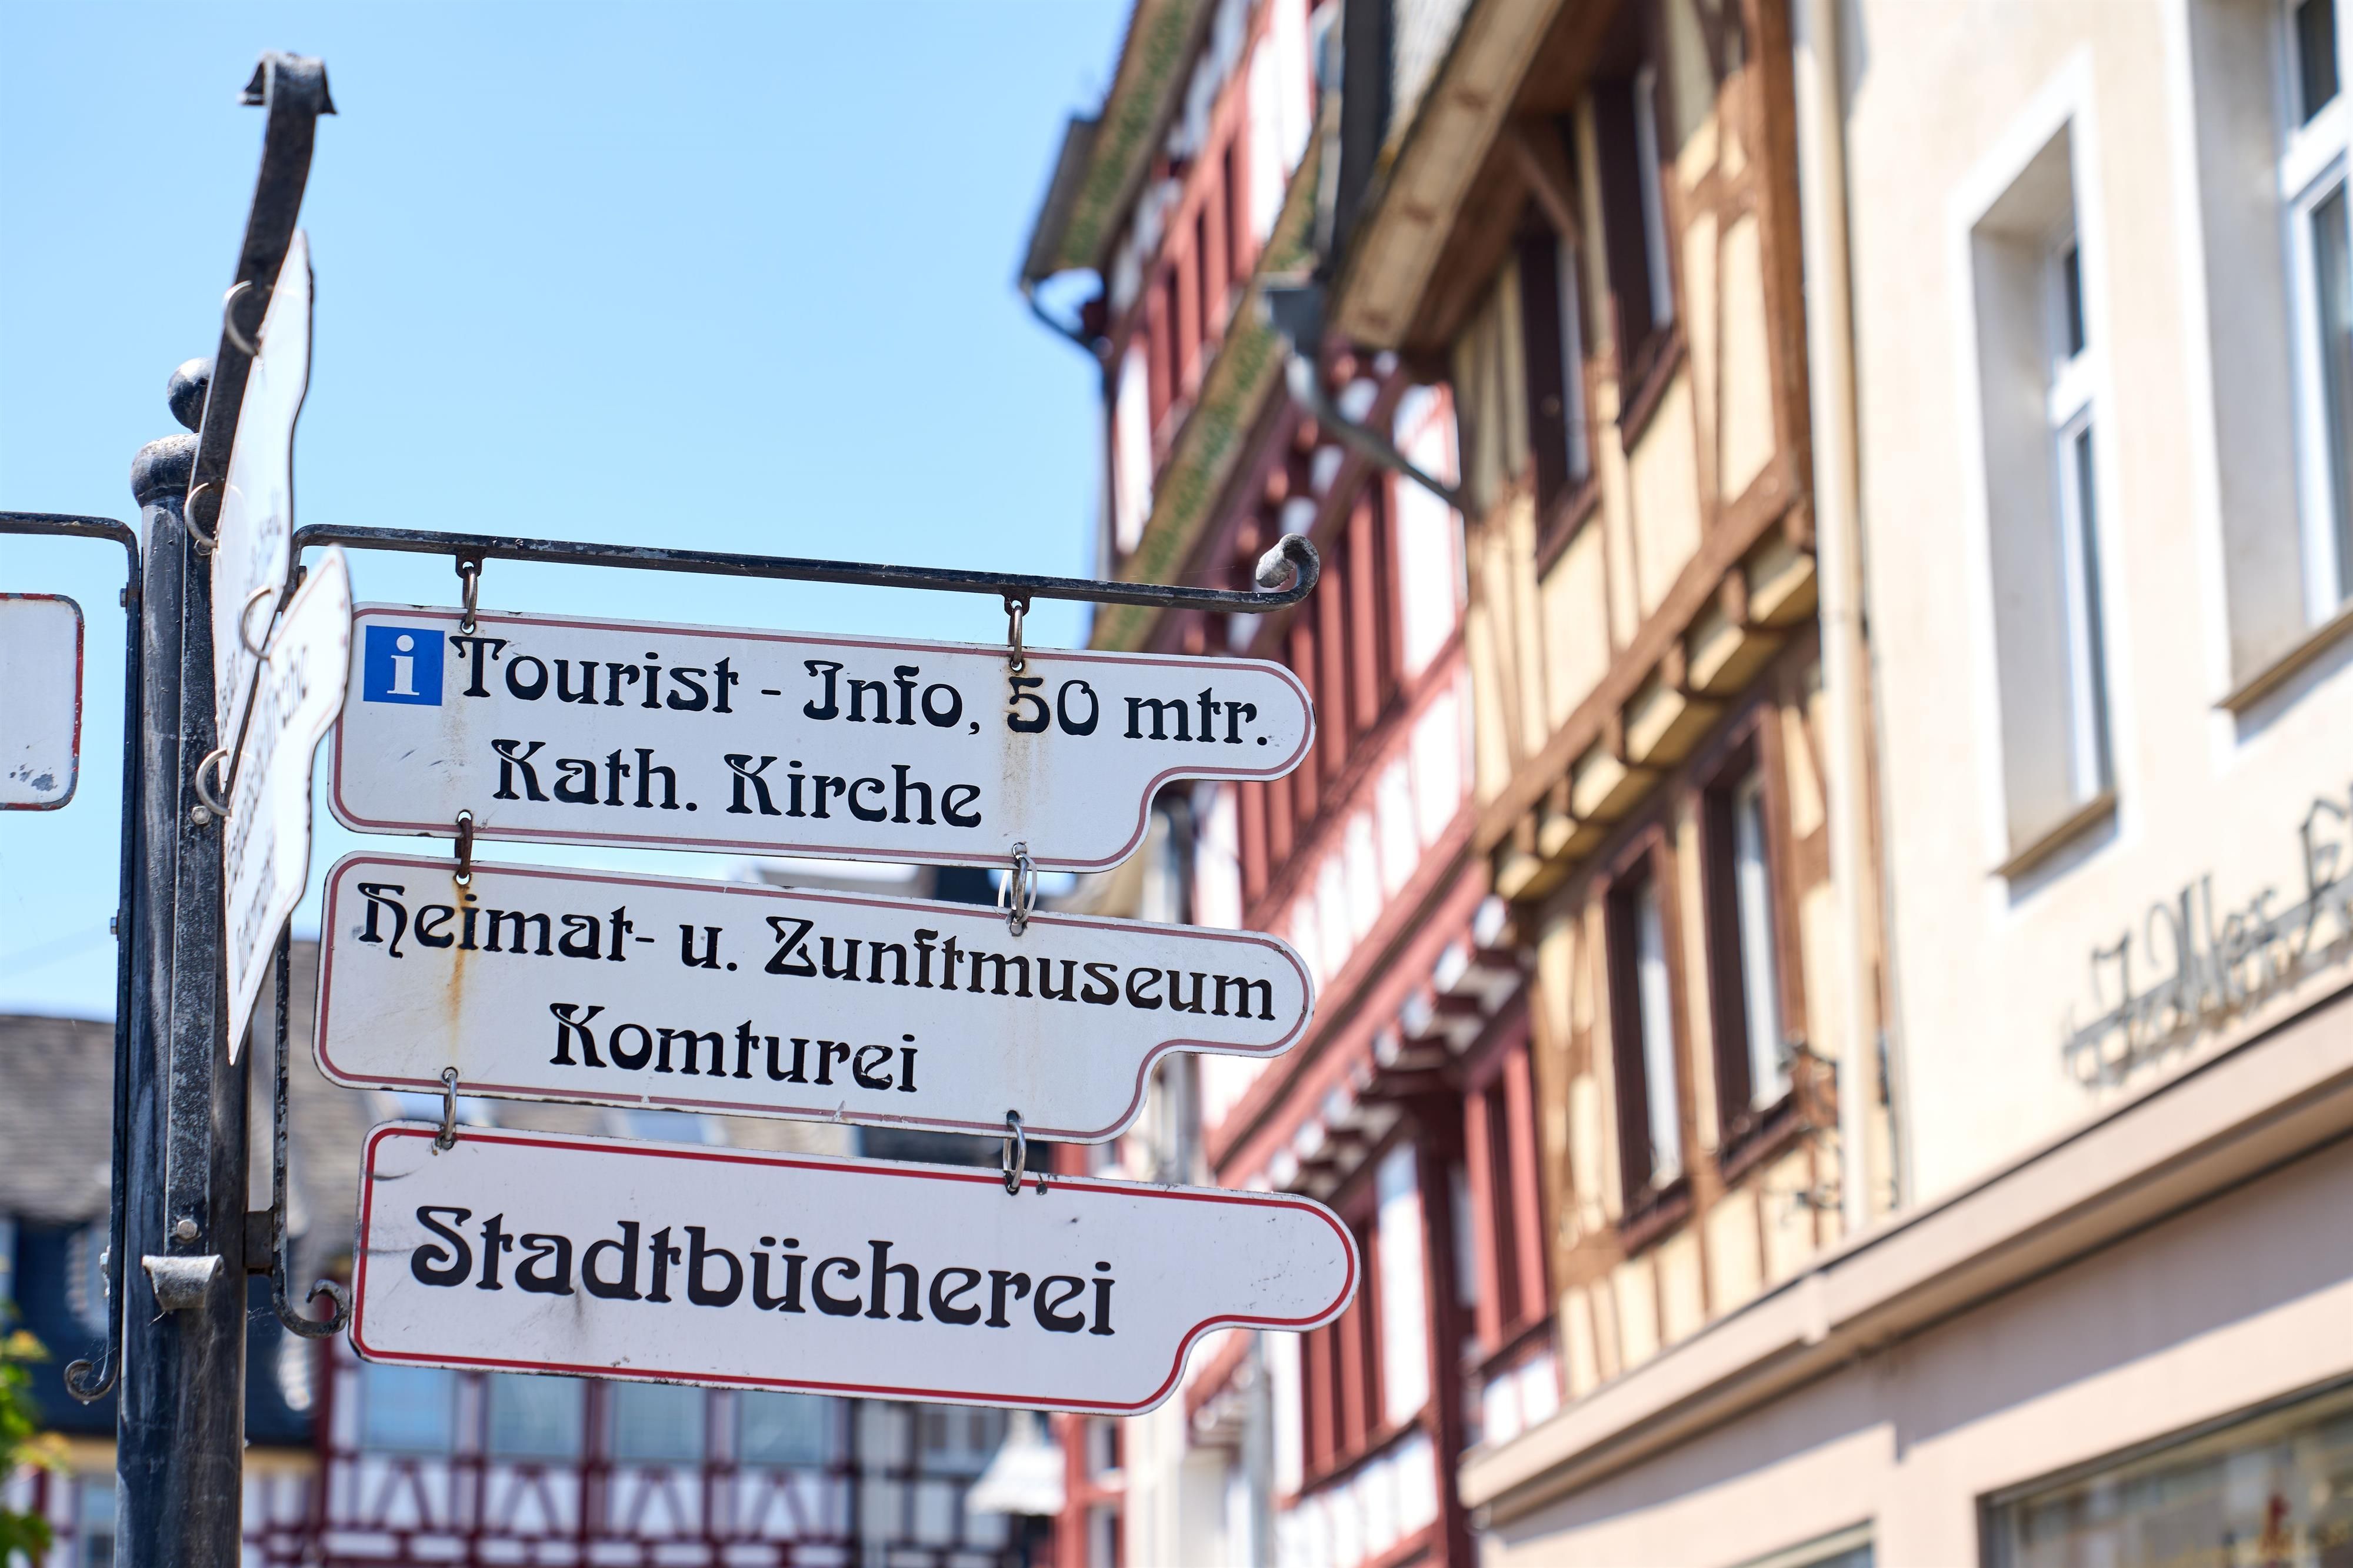 i Tourist - Info, 50 mtr.
Kath. Kirche
Heimat- u. Zunftmuseum
Komturei
Stadtbücherei